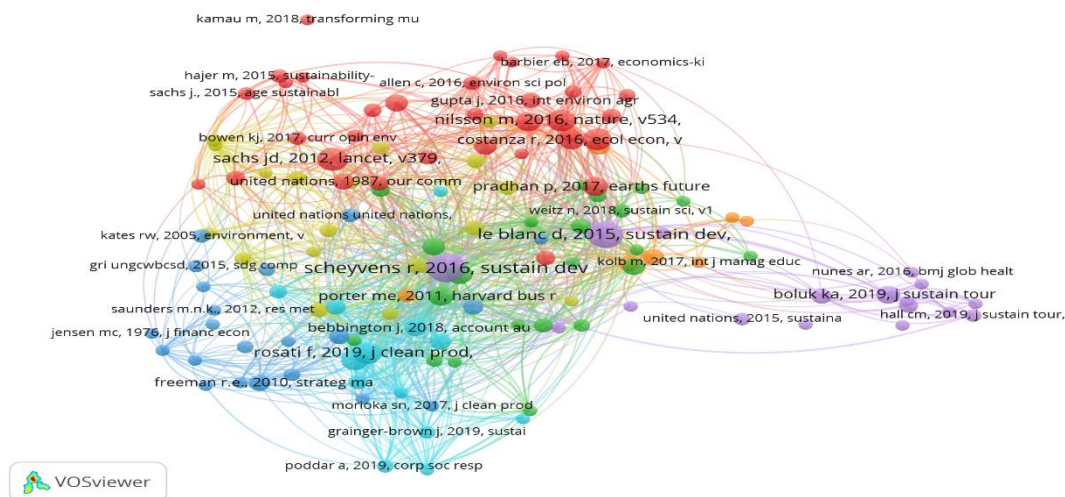 kamau m, 2018, transforming mu
barbier eb, 2017, economics-ki
hajer m, 2015, sustainability-
allen c, 2016, environ sci pol
sachs j., 2015, age sustainabl
gupta j, 2016, int environ agr
nilsson m, 2016, nature, v534,
bowen kj, 2017, curr opin env
costanza r, 2016, ecol econ, v
sachs jd, 2012, lancet, v379,
united nations, 1987, our comm
pradhan p, 2017, earths future
united nations united nations,
weitz n, 2018, sustain sci, v1
kates rw, 2005, environment, v
le blanc d, 2015, sustain dev,
gri ungcwbcsd, 2015, sdg comp
scheyvens r, 2016, sustain dev
kolb m, 2017, int j manag educ
nunes ar, 2016, bmj glob healt
porter me, 2011, harvard bus r
boluk ka, 2019, j sustain tour
saunders m.n.k., 2012, res met
hall cm, 2019, j sustain tour,
united nations, 2015, sustaina
bebbington j, 2018, account au
jensen mc, 1976, j financ econ
rosati f, 2019, j clean prod,
freeman r.e., 2010, strateg ma
morioka sn, 2017, j clean prod
grainger-brown j, 2019, sustai
poddar a, 2019, corp soc resp
VOSviewer